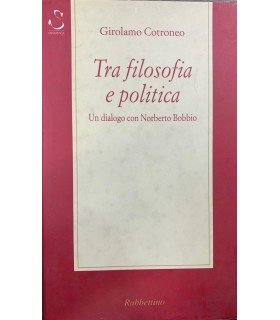 Girolamo Cotroneo
Tra filosofia
e politica
Un dialogo con Norberto Bobbio
Rubbettino